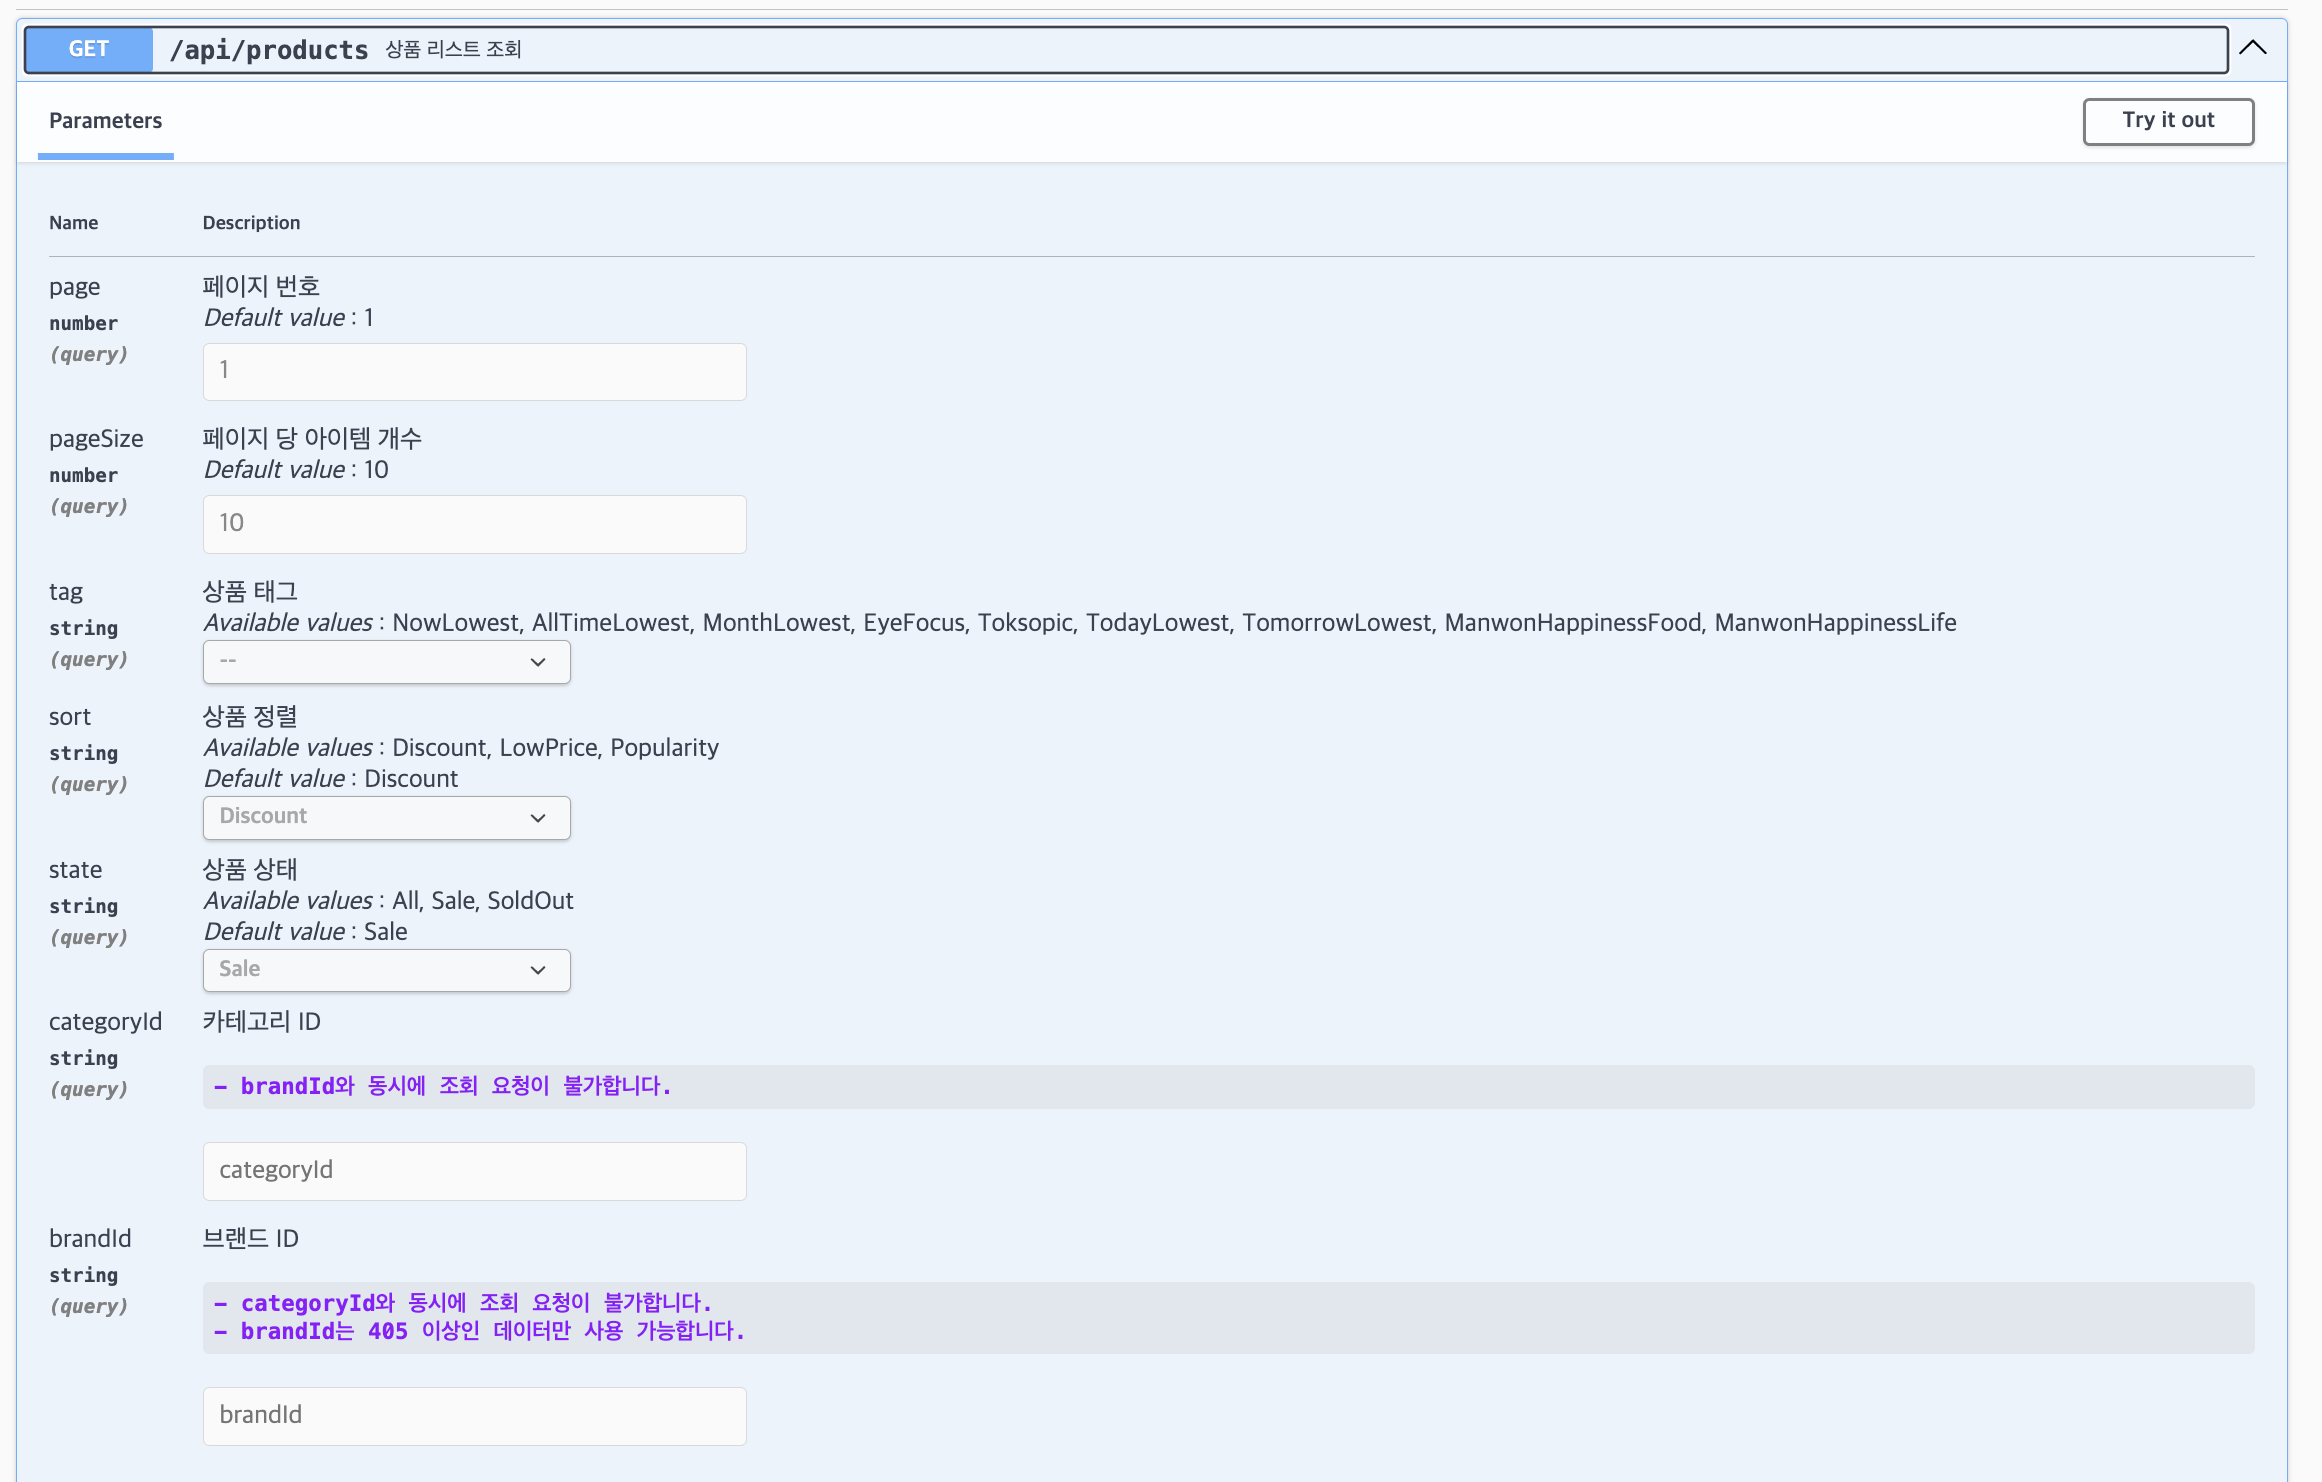 GET /api/products 상품 리스트 조회
Parameters
Try it out
Name Description
page 페이지 번호
number Default value : 1
(query)
1
pageSize 페이지 당 아이템 개수
number Default value : 10
(query)
10
tag 상품 태그
string Available values : NowLowest, AllTimeLowest, MonthLowest, EyeFocus, Toksopic, TodayLowest, TomorrowLowest, ManwonHappinessFood, ManwonHappinessLife
(query) --
sort 상품 정렬
string Available values : Discount, LowPrice, Popularity
(query) Default value : Discount
Discount
state 상품 상태
string Available values : All, Sale, SoldOut
(query) Default value : Sale
Sale
categoryId 카테고리 ID
string
(query) - brandId와 동시에 조회 요청이 불가합니다.
categoryId
brandId 브랜드 ID
string
(query) - categoryId와 동시에 조회 요청이 불가합니다.
- brandId는 405 이상인 데이터만 사용 가능합니다.
brandId